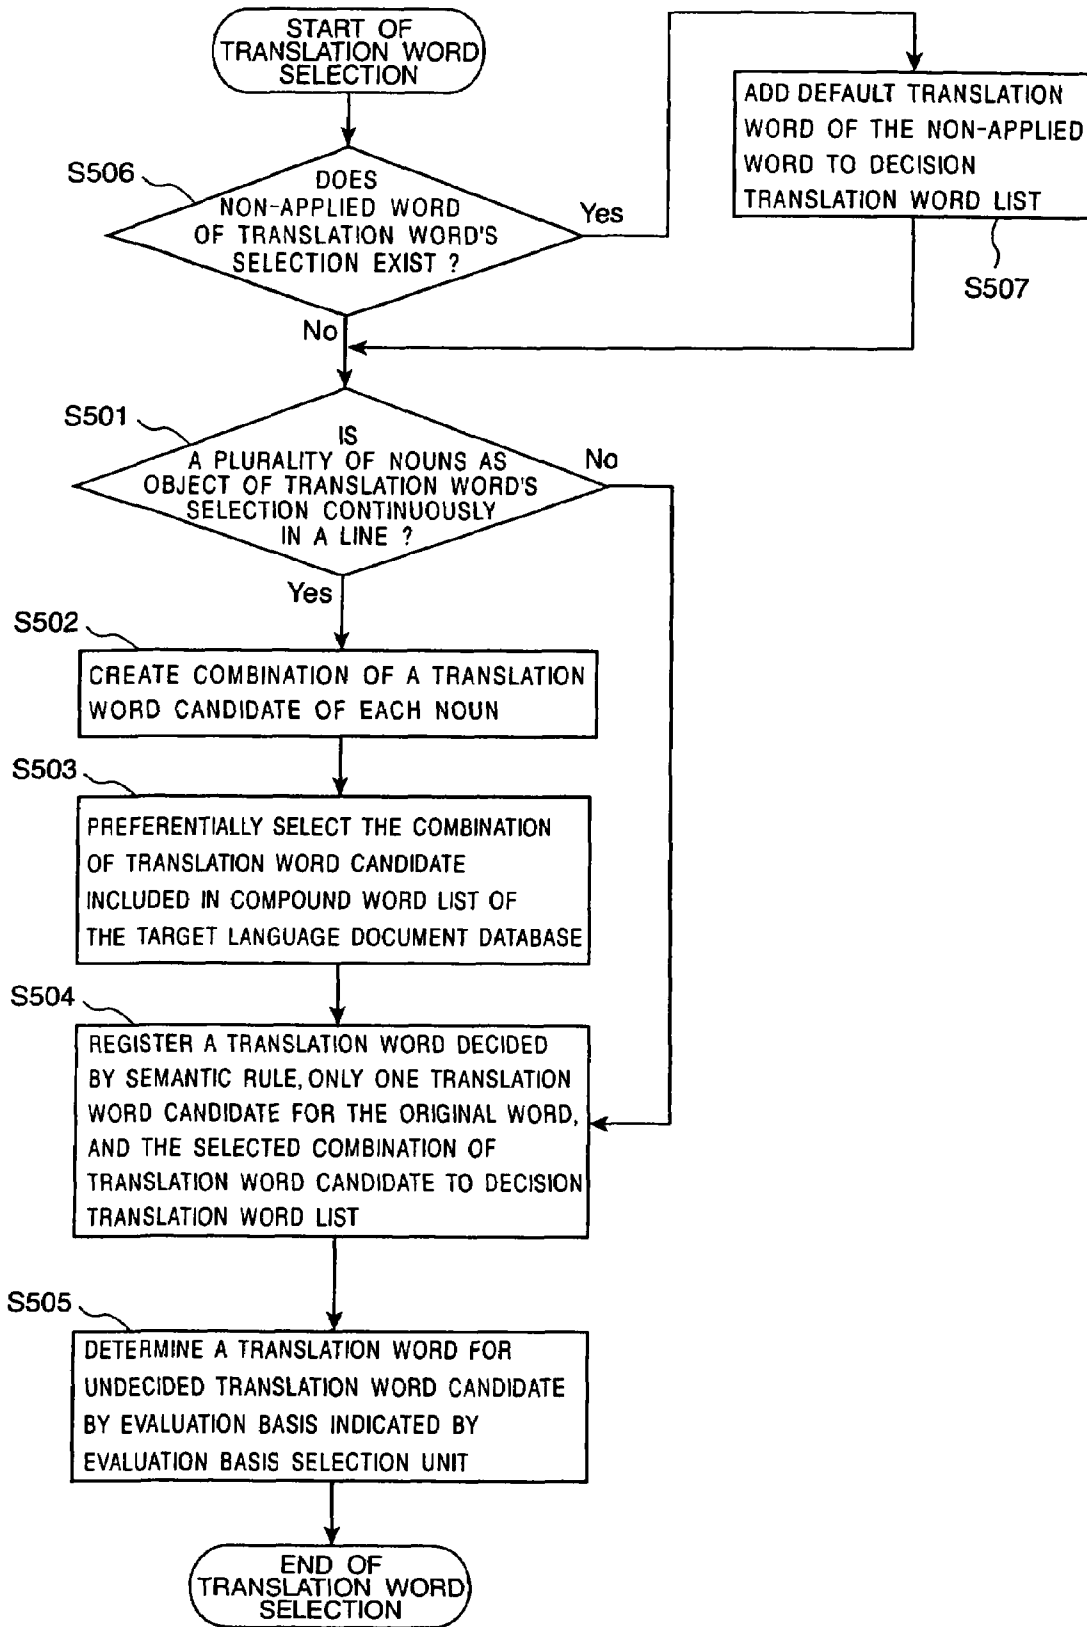 START OF
TRANSLATION WORD
SELECTION
S506
DOES
NON-APPLIED WORD
OF TRANSLATION WORD'S
SELECTION EXIST ?
Yes
ADD DEFAULT TRANSLATION
WORD OF THE NON-APPLIED
WORD TO DECISION
TRANSLATION WORD LIST
S507
No
S501
IS
A PLURALITY OF NOUNS AS
OBJECT OF TRANSLATION WORD'S
SELECTION CONTINUOUSLY
IN A LINE ?
No
Yes
S502
CREATE COMBINATION OF A TRANSLATION
WORD CANDIDATE OF EACH NOUN
S503
PREFERENTIALLY SELECT THE COMBINATION
OF TRANSLATION WORD CANDIDATE
INCLUDED IN COMPOUND WORD LIST OF
THE TARGET LANGUAGE DOCUMENT DATABASE
S504
REGISTER A TRANSLATION WORD DECIDED
BY SEMANTIC RULE, ONLY ONE TRANSLATION
WORD CANDIDATE FOR THE ORIGINAL WORD,
AND THE SELECTED COMBINATION OF
TRANSLATION WORD CANDIDATE TO DECISION
TRANSLATION WORD LIST
S505
DETERMINE A TRANSLATION WORD FOR
UNDECIDED TRANSLATION WORD CANDIDATE
BY EVALUATION BASIS INDICATED BY
EVALUATION BASIS SELECTION UNIT
END OF
TRANSLATION WORD
SELECTION